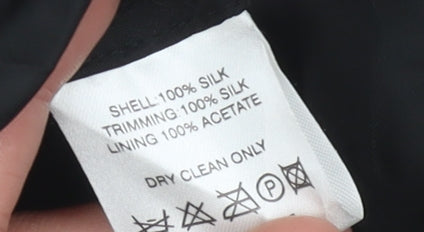 SHELL:100% SILK
TRIMMING:100% SILK
LINING 100% ACETATE
DRY CLEAN ONLY
P